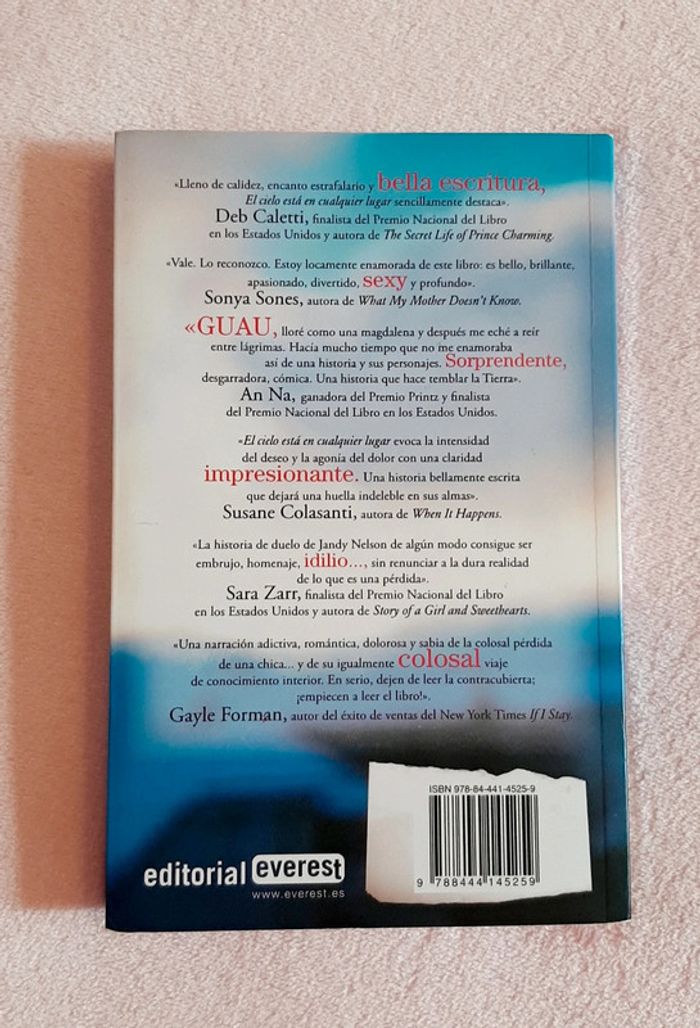 «Lleno de calidez, encanto estrafalario y bella escritura,
El cielo está en cualquier lugar sencillamente destaca».
Deb Caletti, finalista del Premio Nacional del Libro
en los Estados Unidos y autora de The Secret Life of Prince Charming.
«Vale. Lo reconozco. Estoy locamente enamorada de este libro: es bello, brillante,
apasionado, divertido, sexy y profundo».
Sonya Sones, autora de What My Mother Doesn't Know.
«GUAU, lloré como una magdalena y después me eché a reír
entre lágrimas. Hacía mucho tiempo que no me enamoraba
así de una historia y sus personajes. Sorprendente,
desgarradora, cómica. Una historia que hace temblar la Tierra».
An Na, ganadora del Premio Printz y finalista
del Premio Nacional del Libro en los Estados Unidos.
«El cielo está en cualquier lugar evoca la intensidad
del deseo y la agonía del dolor con una claridad
impresionante. Una historia bellamente escrita
que dejará una huella indeleble en sus almas».
Susane Colasanti, autora de When It Happens.
«La historia de duelo de Jandy Nelson de algún modo consigue ser
embrujo, homenaje, idilio..., sin renunciar a la dura realidad
de lo que es una pérdida».
Sara Zarr, finalista del Premio Nacional del Libro
en los Estados Unidos y autora de Story of a Girl and Sweethearts.
«Una narración adictiva, romántica, dolorosa y sabia de la colosal pérdida
de una chica... y de su igualmente colosal viaje
de conocimiento interior. En serio, dejen de leer la contracubierta;
¡empiecen a leer el libro!».
Gayle Forman, autor del éxito de ventas del New York Times If I Stay.
ISBN 978-84-441-4525-9
9 788444 145259
editorial everest
www.everest.es